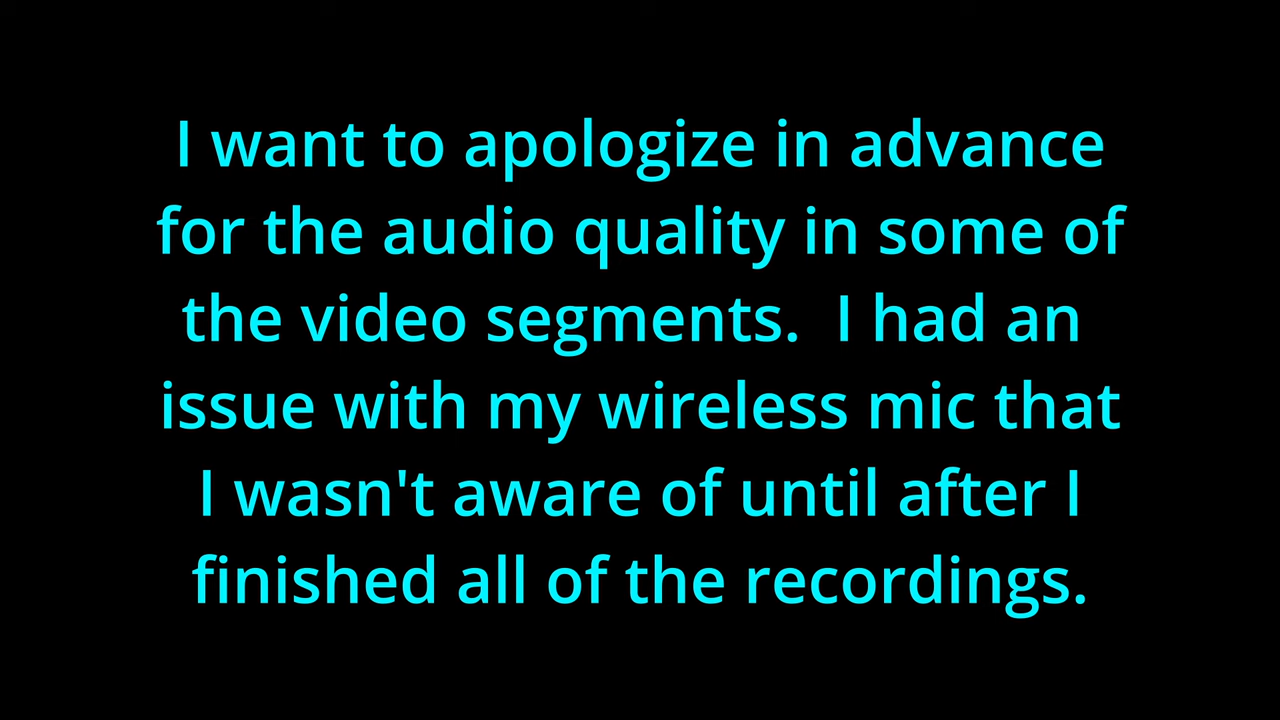 I want to apologize in advance
for the audio quality in some of
the video segments.  I had an
issue with my wireless mic that
I wasn't aware of until after I
finished all of the recordings.